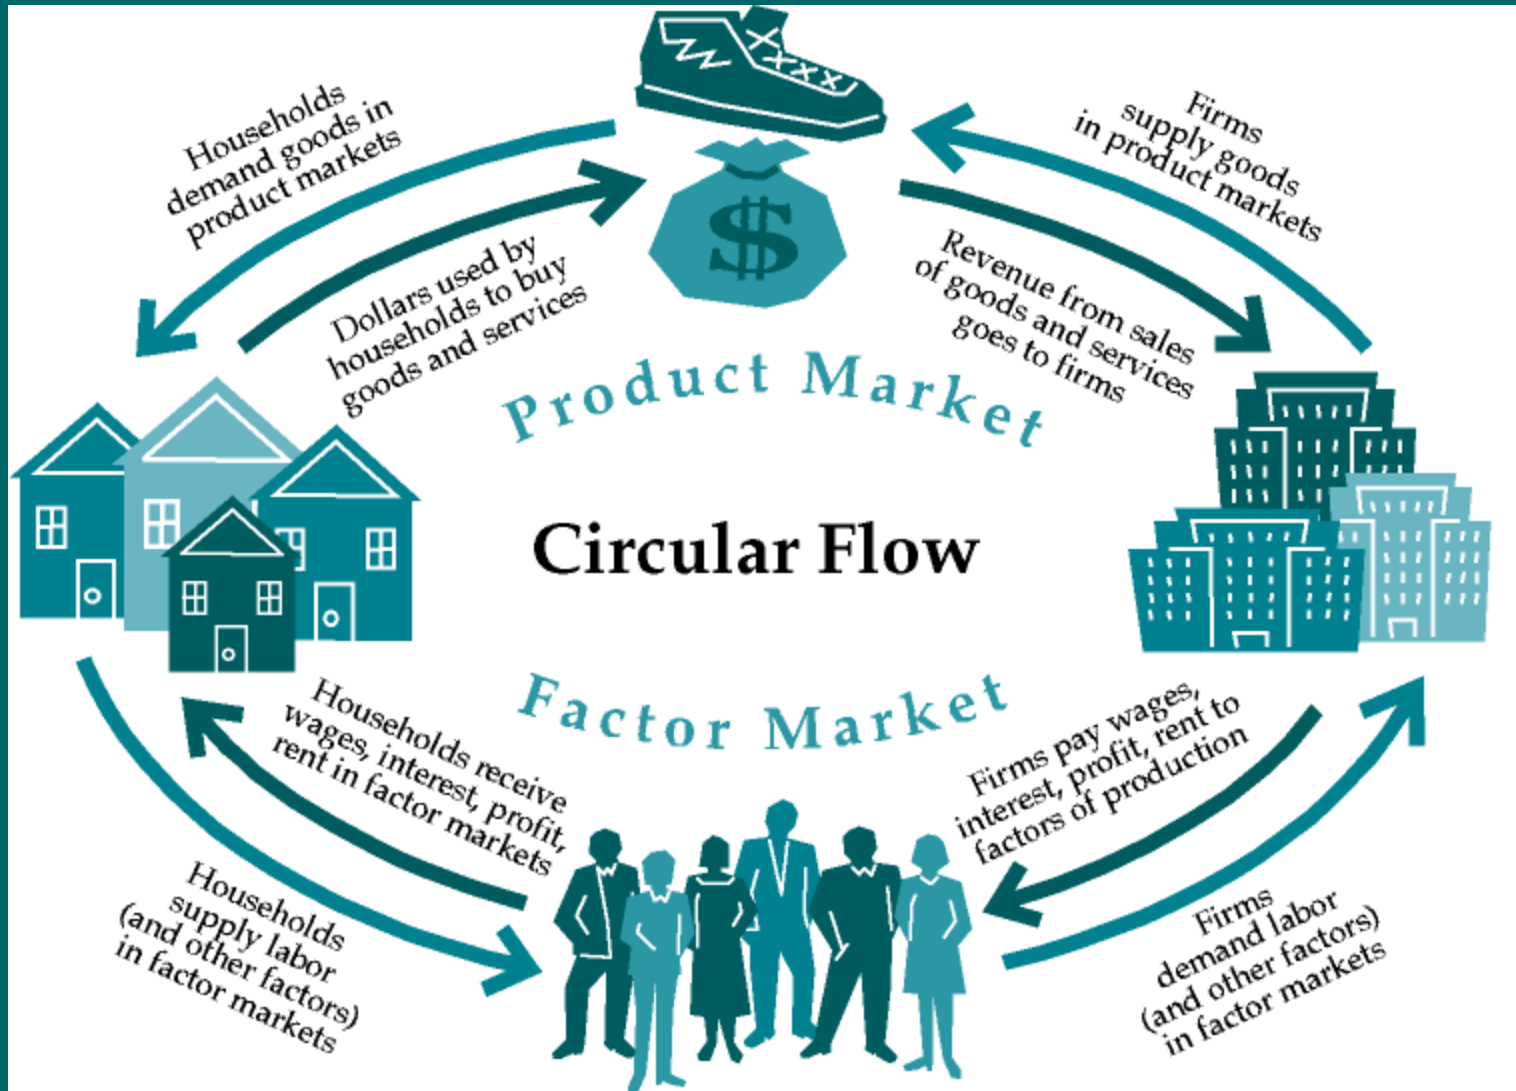 Households
demand goods in
product markets
Firms
supply goods
in product markets
$
Dollars used by
households to buy
goods and services
Revenue from sales
of goods and services
goes to firms
Product Market
Circular Flow
Factor Market
Households receive
wages, interest, profit,
rent in factor markets
Firms pay wages,
interest, profit, rent to
factors of production
Households
supply labor
(and other factors)
in factor markets
Firms
demand labor
(and other factors)
in factor markets